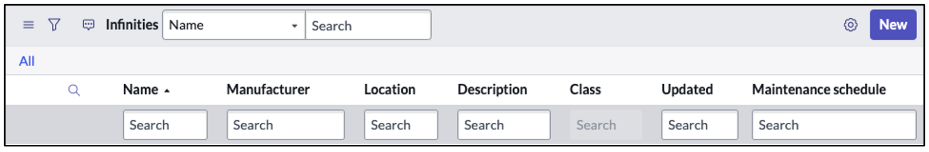 Infinities Name Search New
All
Name Manufacturer Location Description Class Updated Maintenance schedule
Search Search Search Search Search Search Search